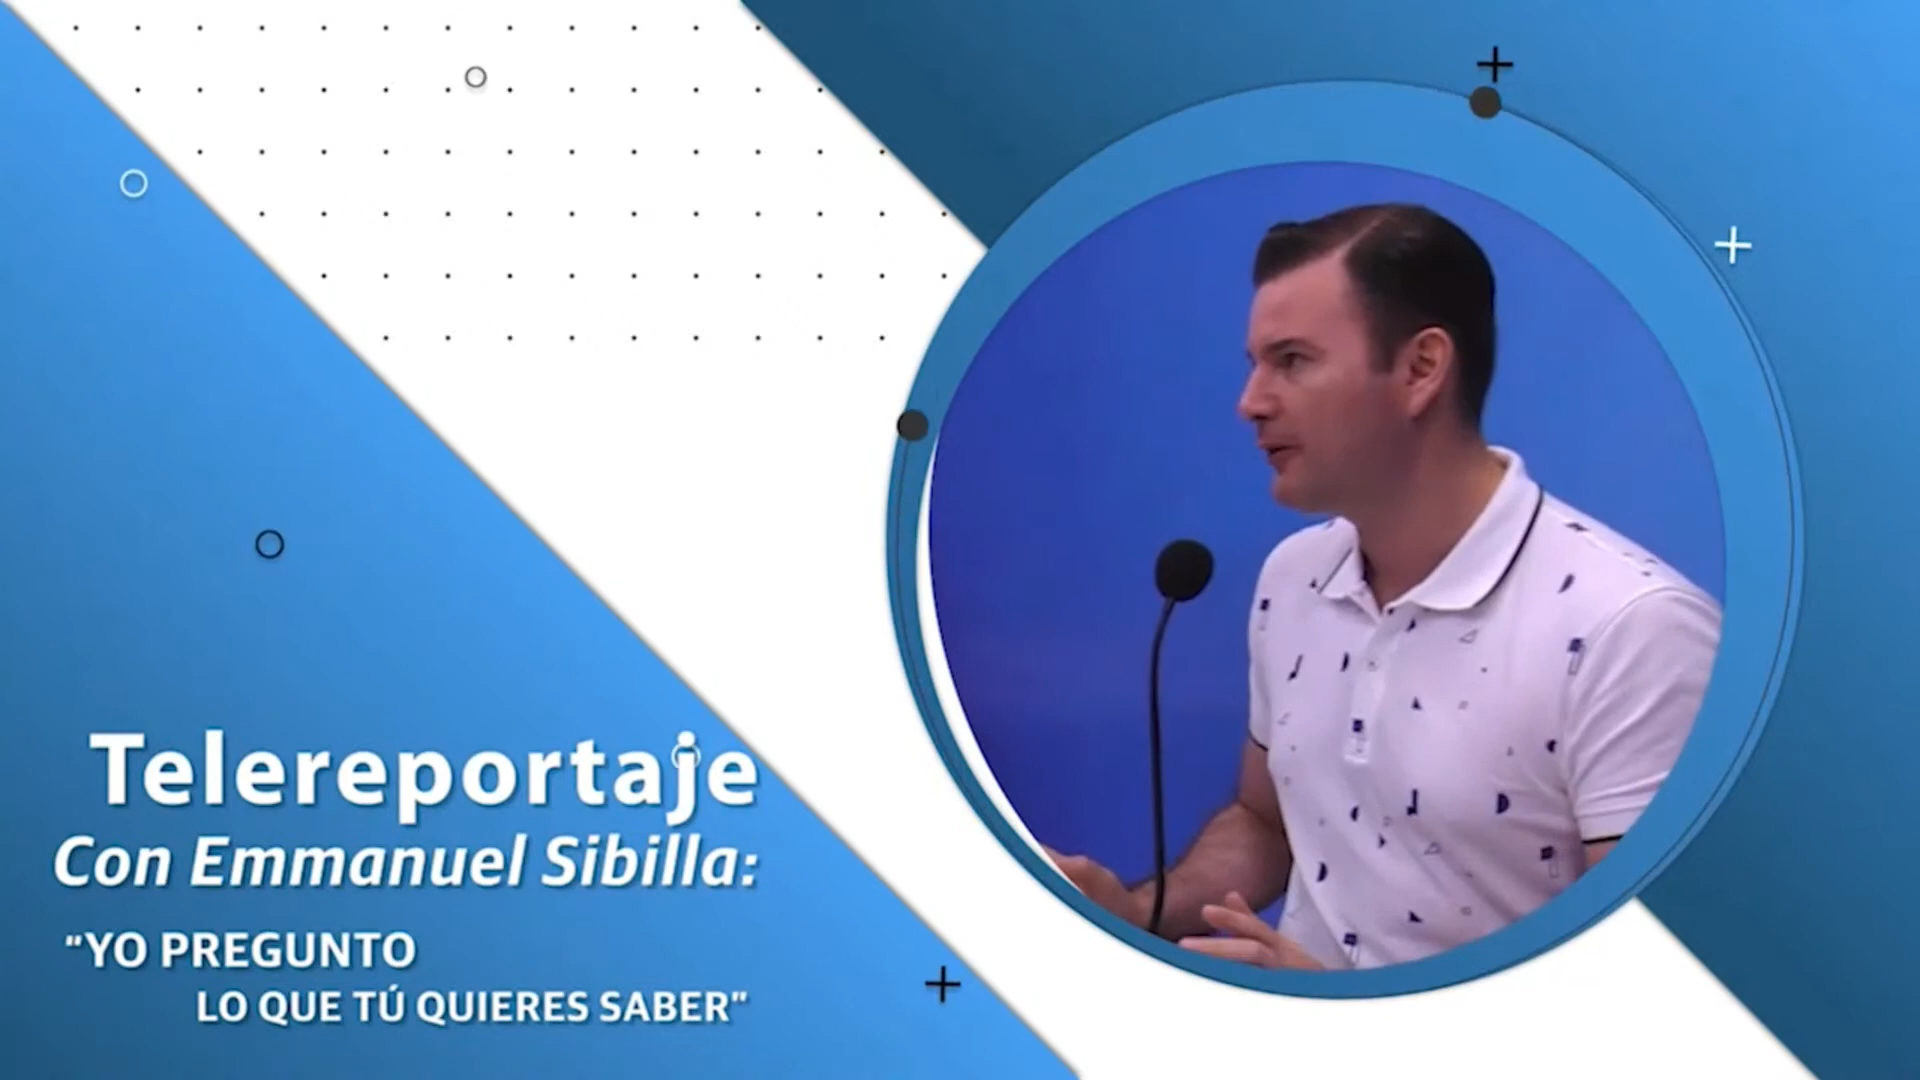 Telereportaje
Con Emmanuel Sibilla:
"YO PREGUNTO
LO QUE TÚ QUIERES SABER"